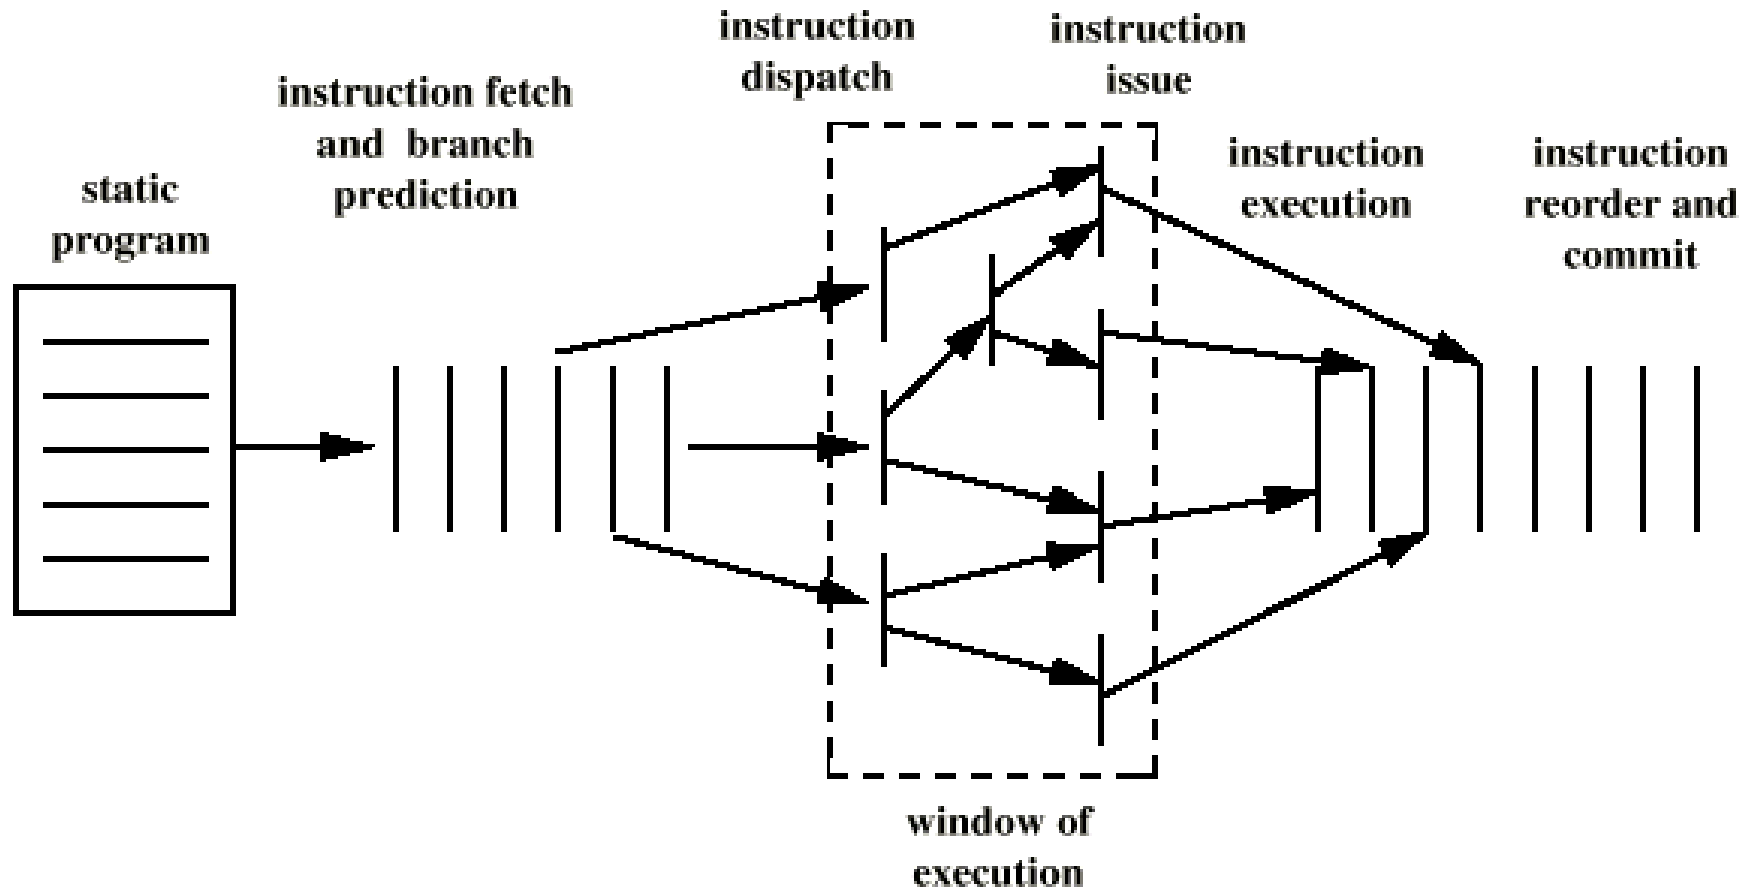 static
program
instruction fetch
and branch
prediction
instruction
dispatch
instruction
issue
instruction
execution
instruction
reorder and
commit
window of
execution